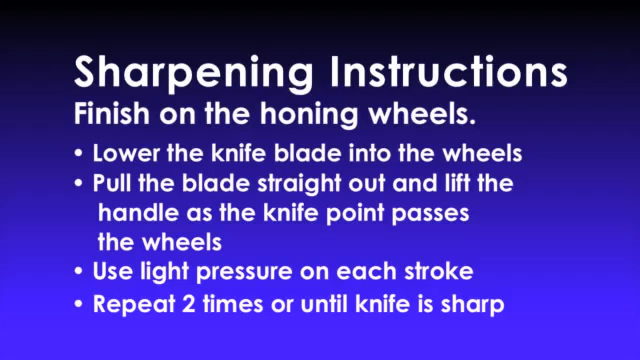 Sharpening Instructions
Finish on the honing wheels.
• Lower the knife blade into the wheels
• Pull the blade straight out and lift the
handle as the knife point passes
the wheels
• Use light pressure on each stroke
• Repeat 2 times or until knife is sharp